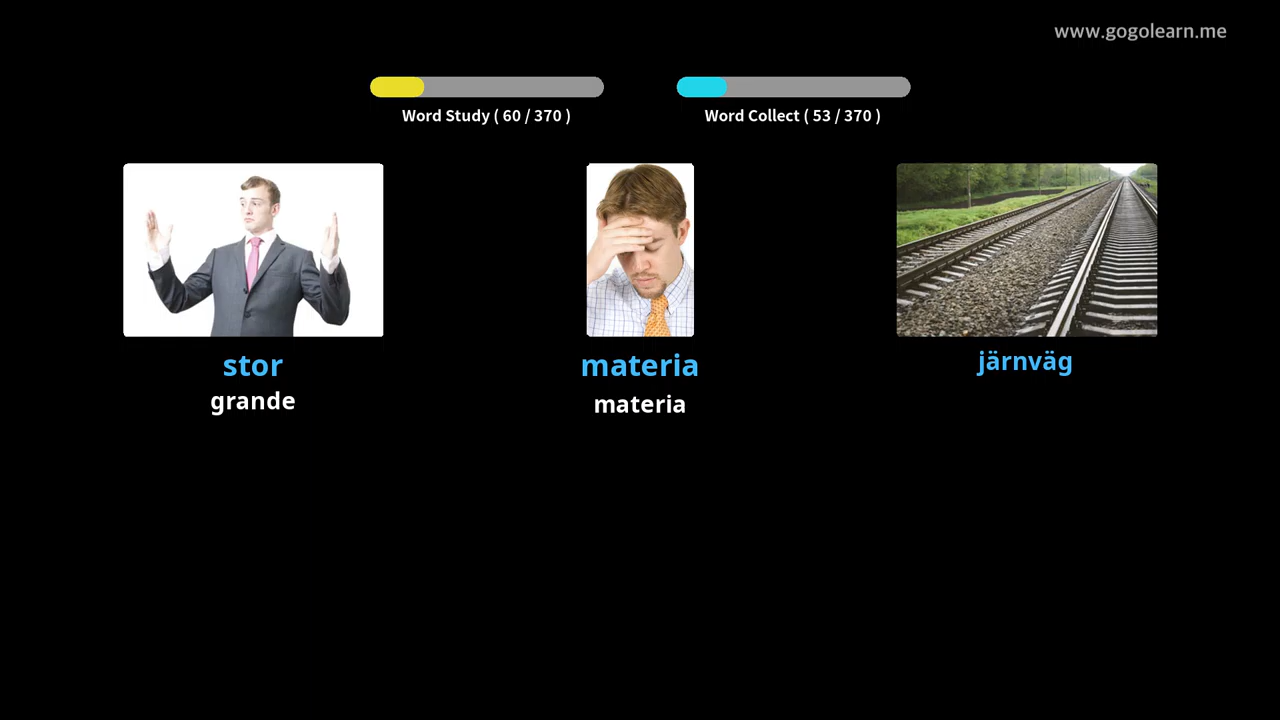 www.gogolearn.me
Word Study ( 60 / 370 )
Word Collect ( 53 / 370 )
stor
grande
materia
materia
järnväg